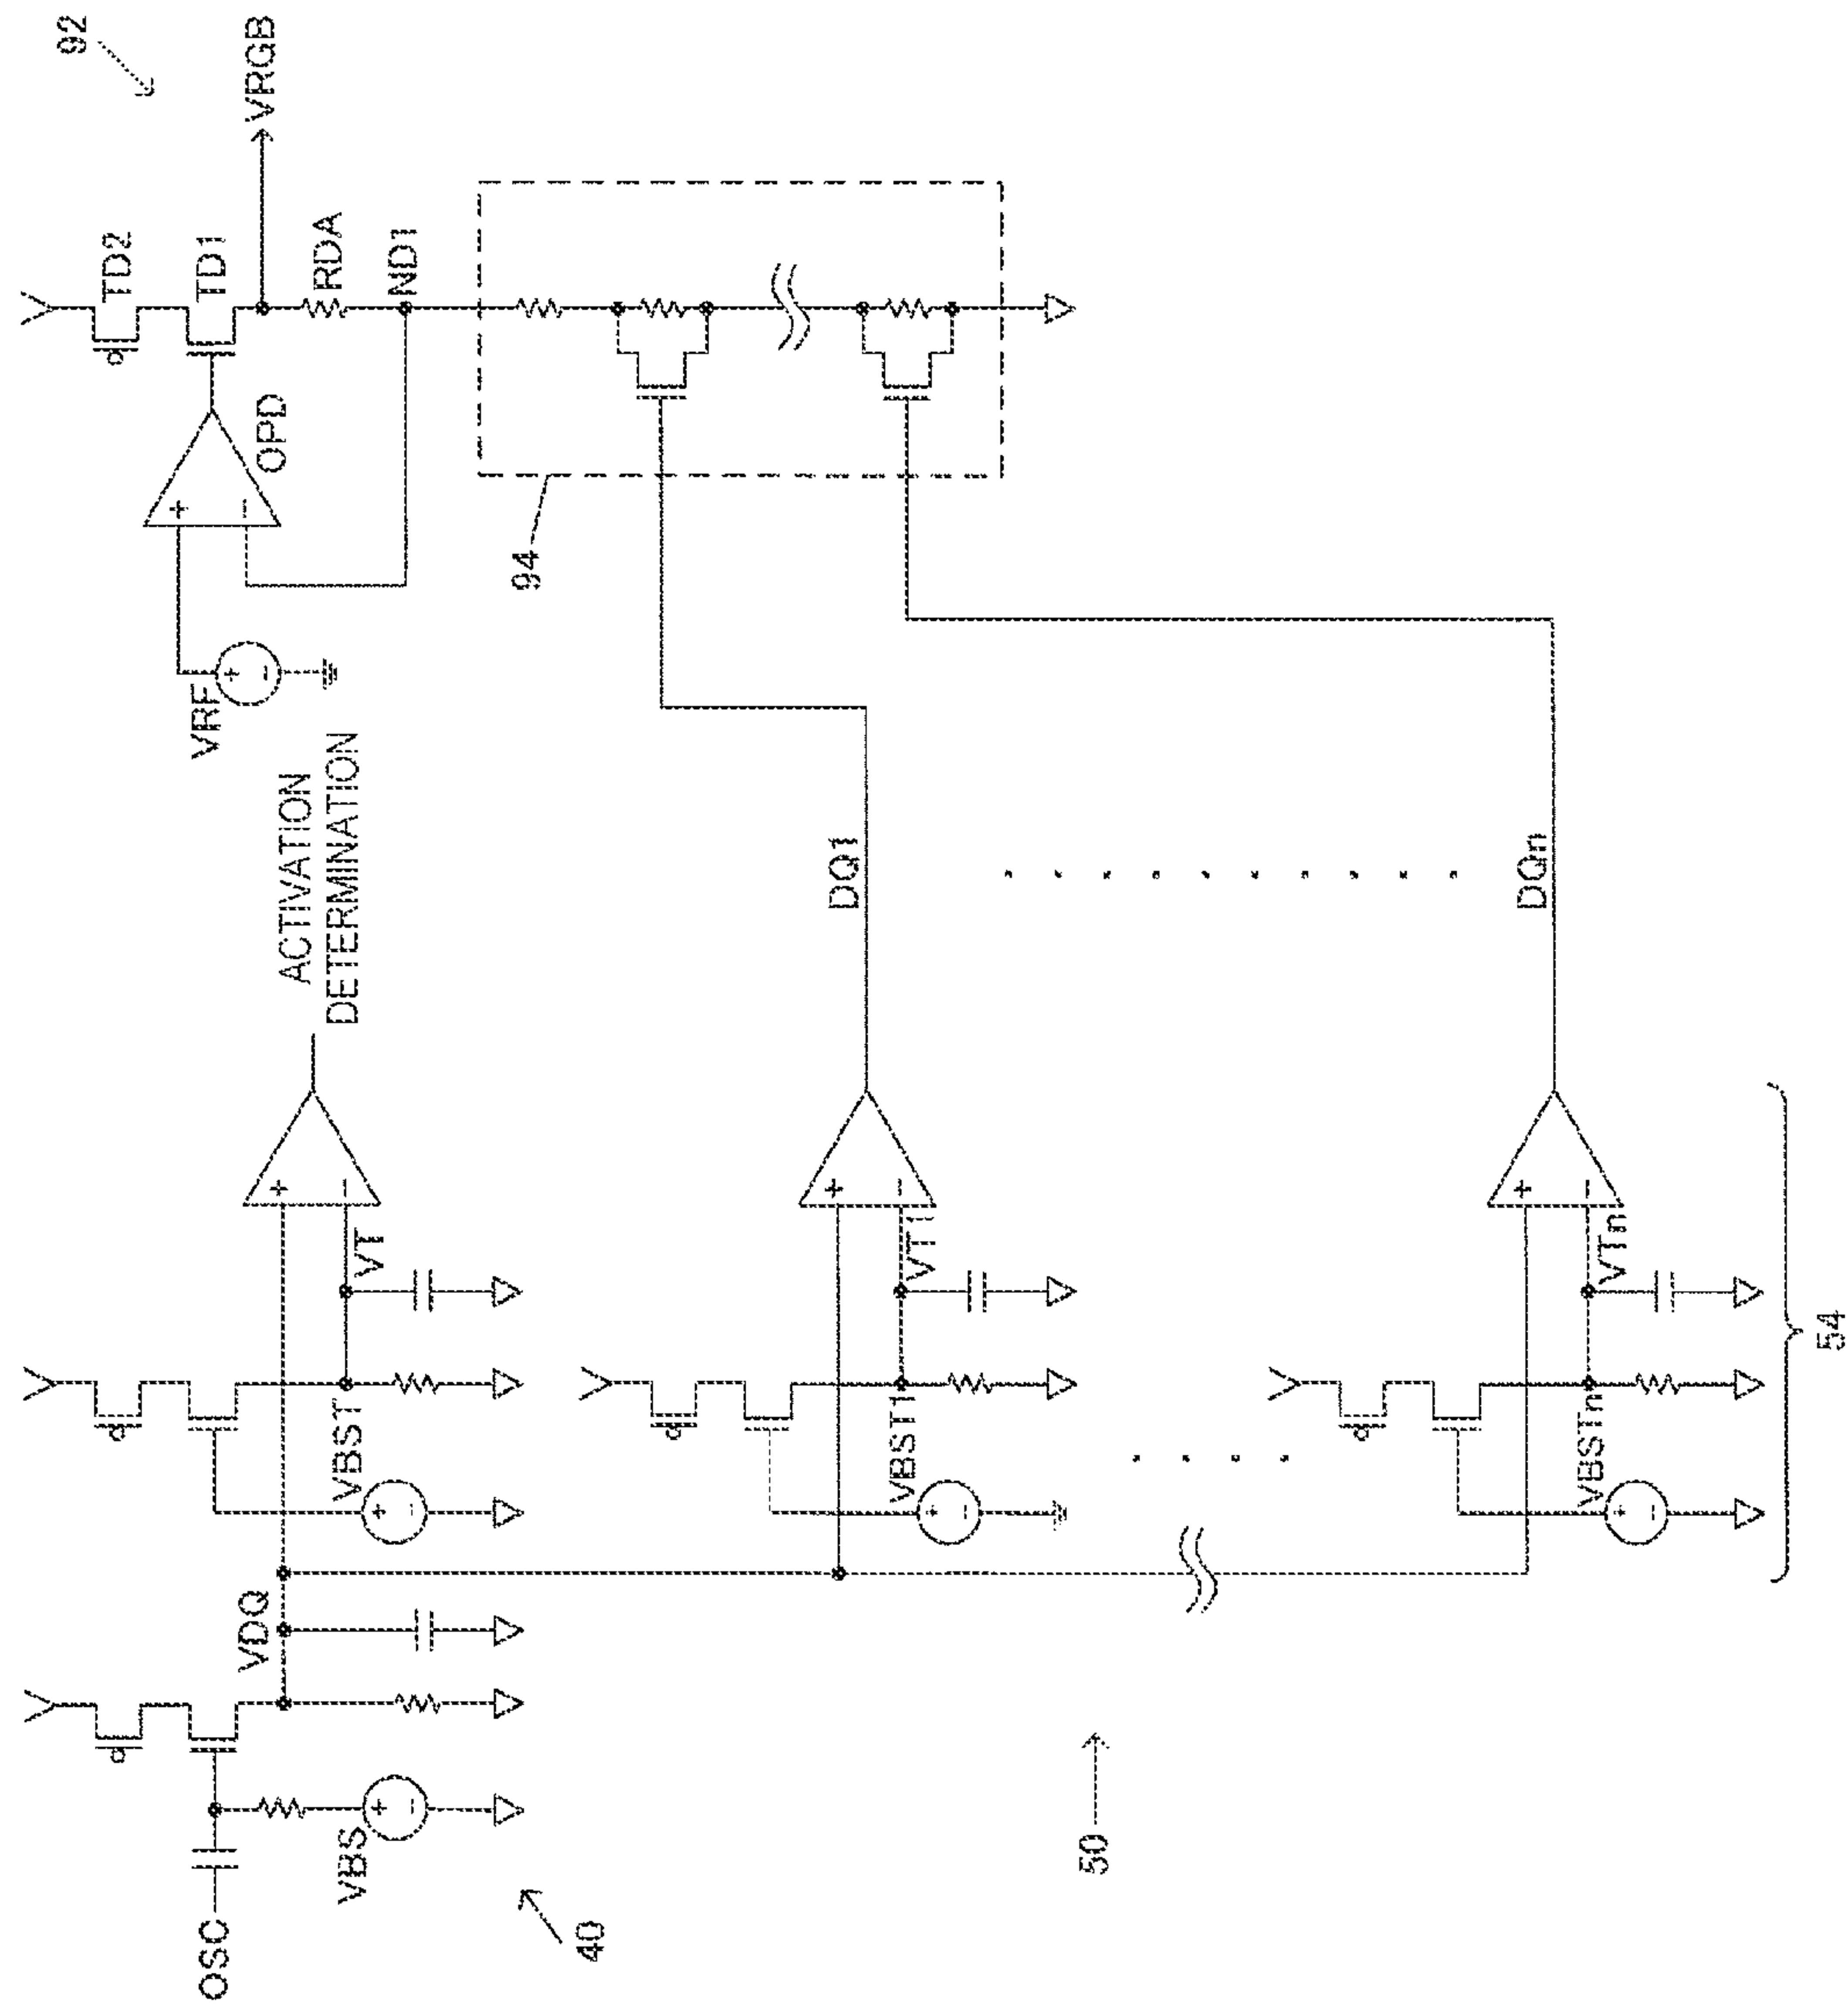 OSC
40
VBS
VDQ
VBST
VT
ACTIVATION
DETERMINATION
VRF
OPD
TD2
TD1
RDA
ND1
VRGB
92
94
50
VBST1
VT1
DQ1
VBSTn
VTn
DQn
54
+
−
+
−
+
−
+
−
+
−
+
−
+
−
+
−
+
−